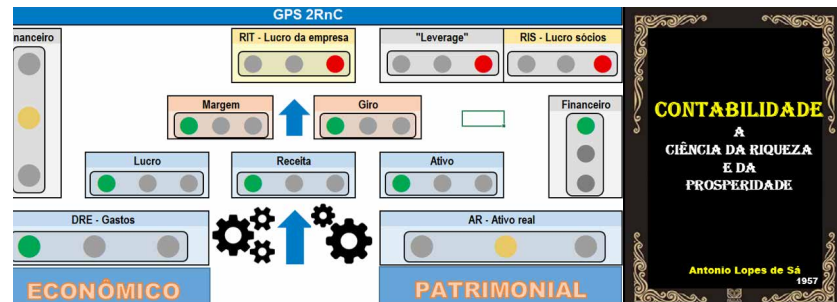 GPS 2RnC
RIT - Lucro da empresa
"Leverage"
RIS - Lucro sócios
Margem
Giro
Financeiro
Lucro
Receita
Ativo
DRE - Gastos
AR - Ativo real
ECONÔMICO
PATRIMONIAL
CONTABILIDADE
A
CIÊNCIA DA RIQUEZA
E DA
PROSPERIDADE
Antonio Lopes de Sá
1957